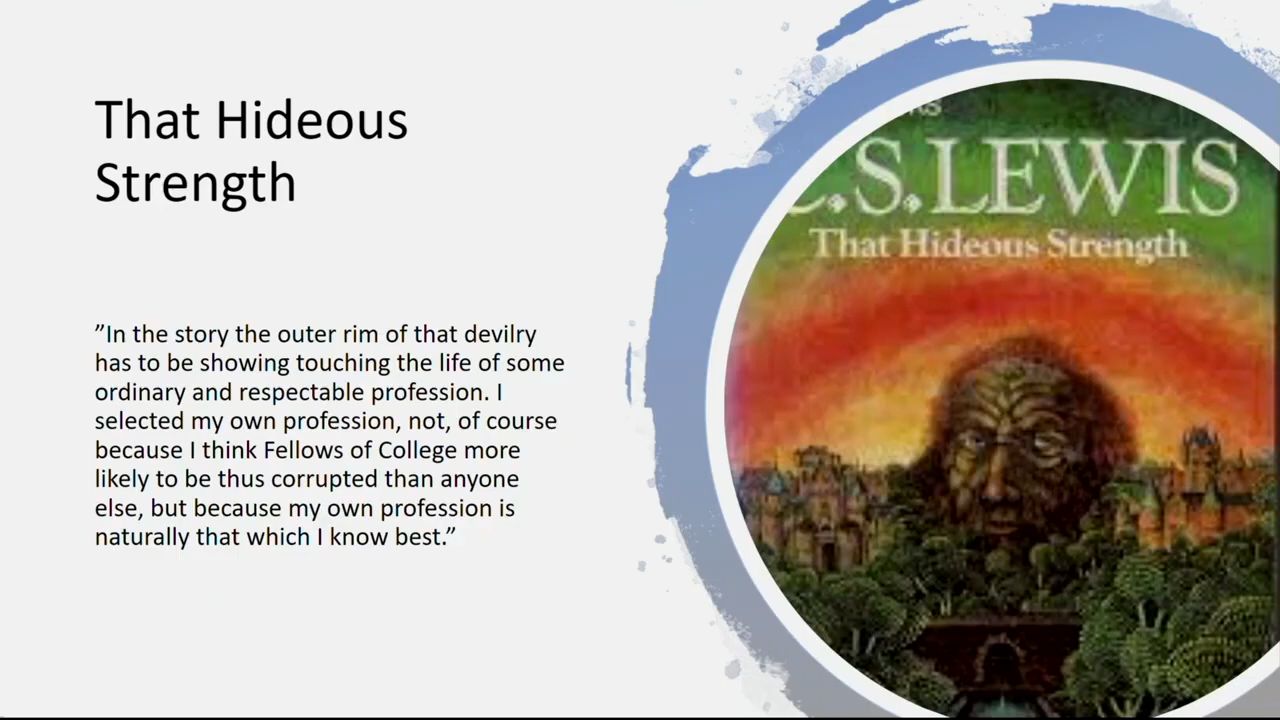 That Hideous
Strength
”In the story the outer rim of that devilry
has to be showing touching the life of some
ordinary and respectable profession. I
selected my own profession, not, of course
because I think Fellows of College more
likely to be thus corrupted than anyone
else, but because my own profession is
naturally that which I know best.”
C.S.LEWIS
That Hideous Strength